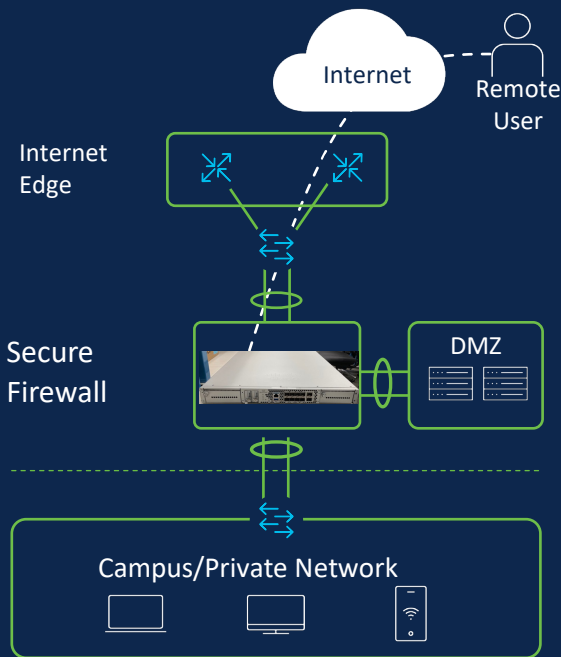 Internet
Remote
User
Internet
Edge
Secure
Firewall
DMZ
Campus/Private Network